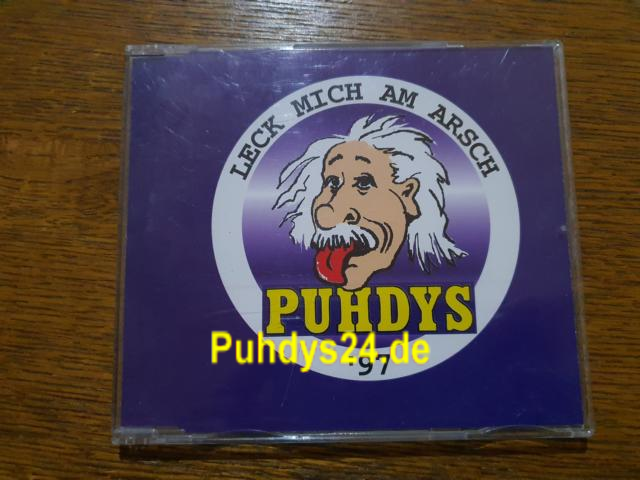 LECK MICH AM ARSCH
PUHDYS
Puhdys24.de
'97